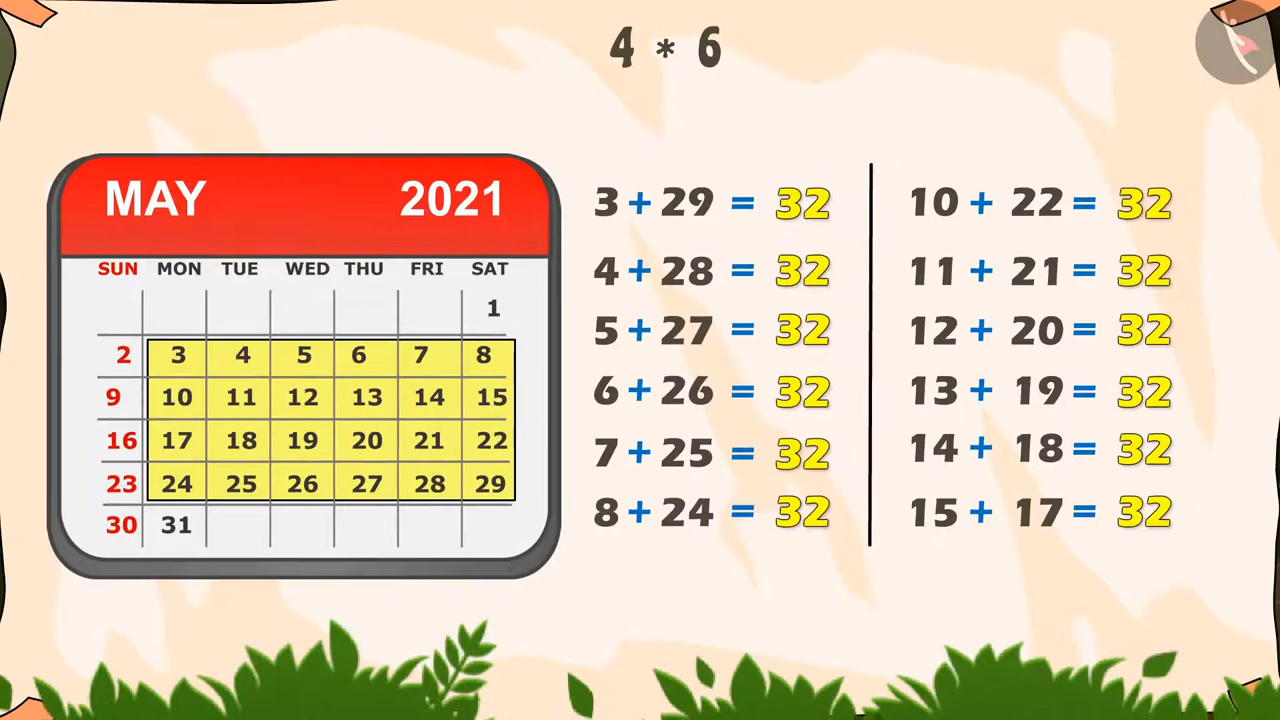 4 * 6
MAY 2021
SUN MON TUE WED THU FRI SAT
1
2 3 4 5 6 7 8
9 10 11 12 13 14 15
16 17 18 19 20 21 22
23 24 25 26 27 28 29
30 31
3 + 29 = 32
4 + 28 = 32
5 + 27 = 32
6 + 26 = 32
7 + 25 = 32
8 + 24 = 32
10 + 22 = 32
11 + 21 = 32
12 + 20 = 32
13 + 19 = 32
14 + 18 = 32
15 + 17 = 32